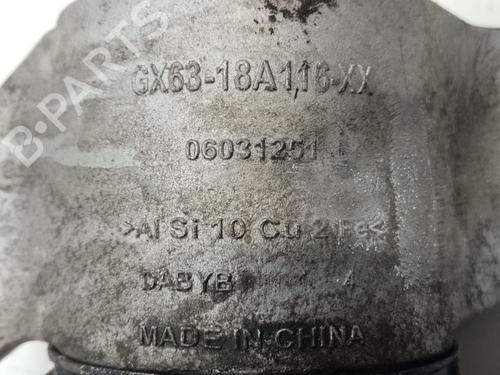 GX63-18A116-XX
B-PARTS
06031251
>Al Si 10 Cu 2 Fe<
DABYB 4
MADE IN CHINA